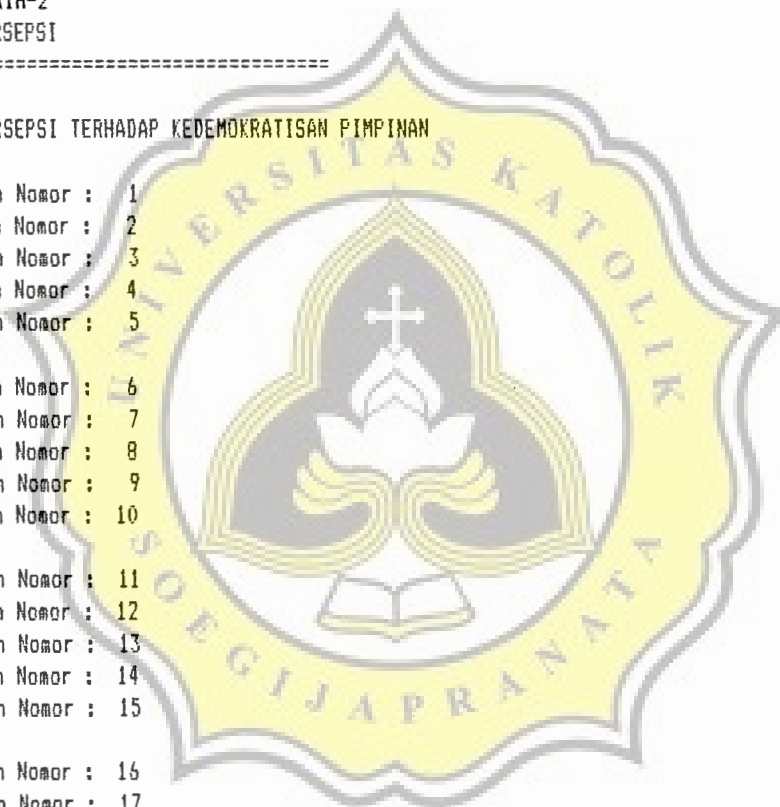 RSEPSI
==============================
RSEPSI TERHADAP KEDEMOKRATISAN PIMPINAN
Nomor : 1
Nomor : 2
Nomor : 3
Nomor : 4
Nomor : 5
Nomor : 6
Nomor : 7
Nomor : 8
Nomor : 9
Nomor : 10
Nomor : 11
Nomor : 12
Nomor : 13
Nomor : 14
Nomor : 15
Nomor : 16
Nomor : 17
UNIVERSITAS KATOLIK
SOEGIJAPRANATA